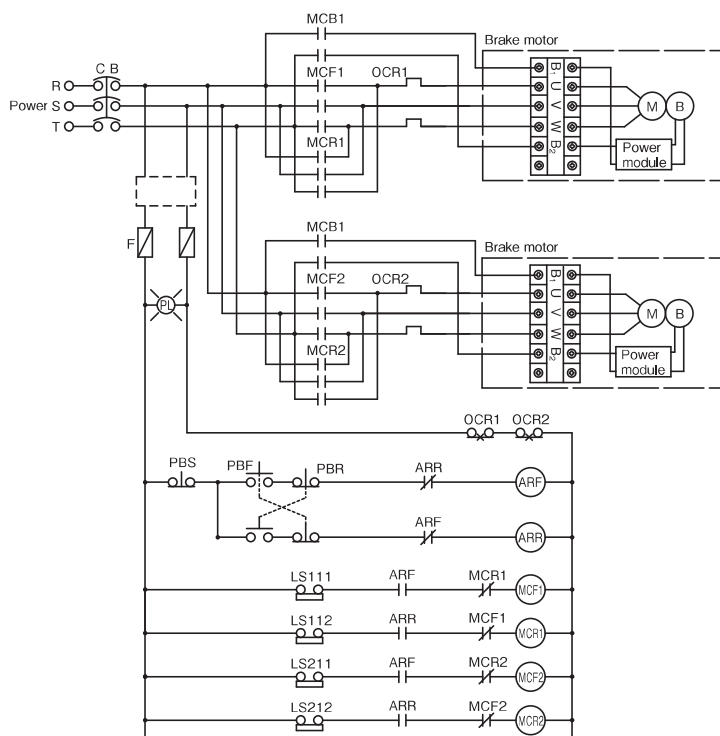 MCB1
Brake motor
C B
MCF1
OCR1
R
Power S
T
B1
U
V
W
B2
M
B
MCR1
Power
module
F
MCB1
Brake motor
MCF2
OCR2
B1
U
V
W
B2
M
B
PL
MCR2
Power
module
OCR1
OCR2
PBS
PBF
PBR
ARR
ARF
ARF
ARR
LS111
ARF
MCR1
MCF1
LS112
ARR
MCF1
MCR1
LS211
ARF
MCR2
MCF2
LS212
ARR
MCF2
MCR2